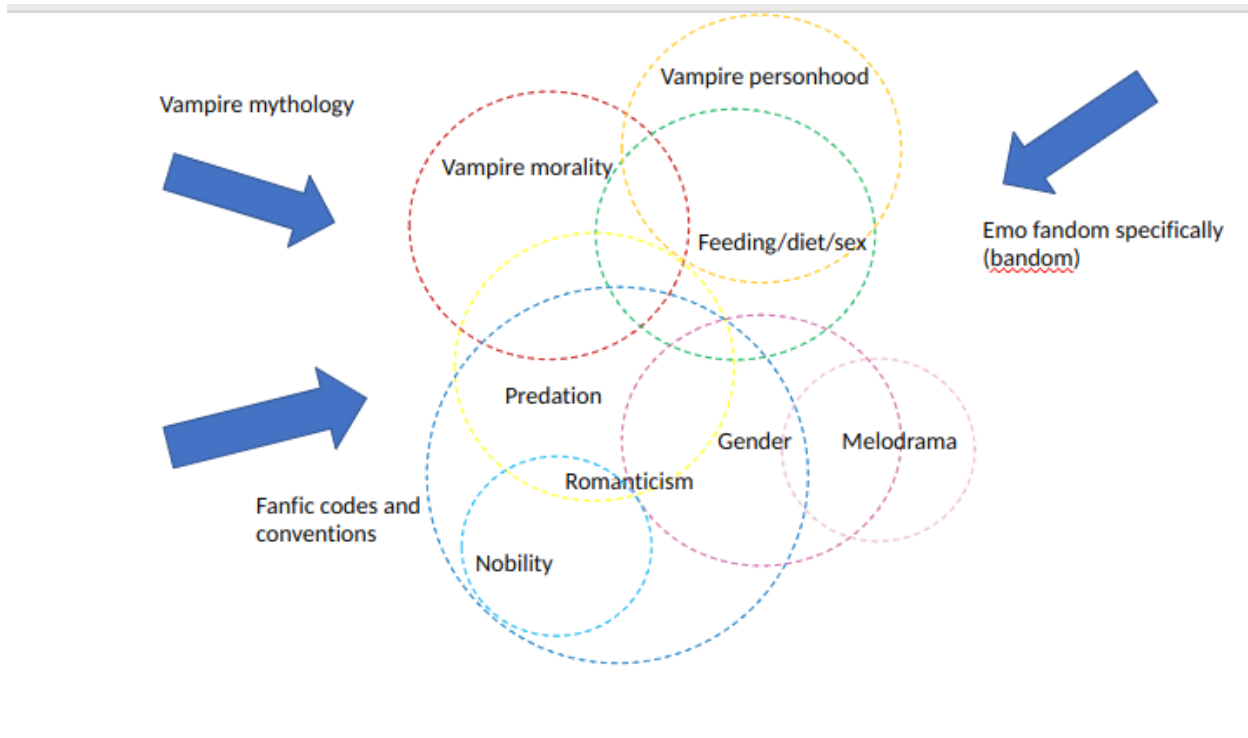 Vampire personhood
Vampire mythology
Vampire morality
Emo fandom specifically
(bandom)
Feeding/diet/sex
Predation
Gender
Melodrama
Romanticism
Fanfic codes and
conventions
Nobility